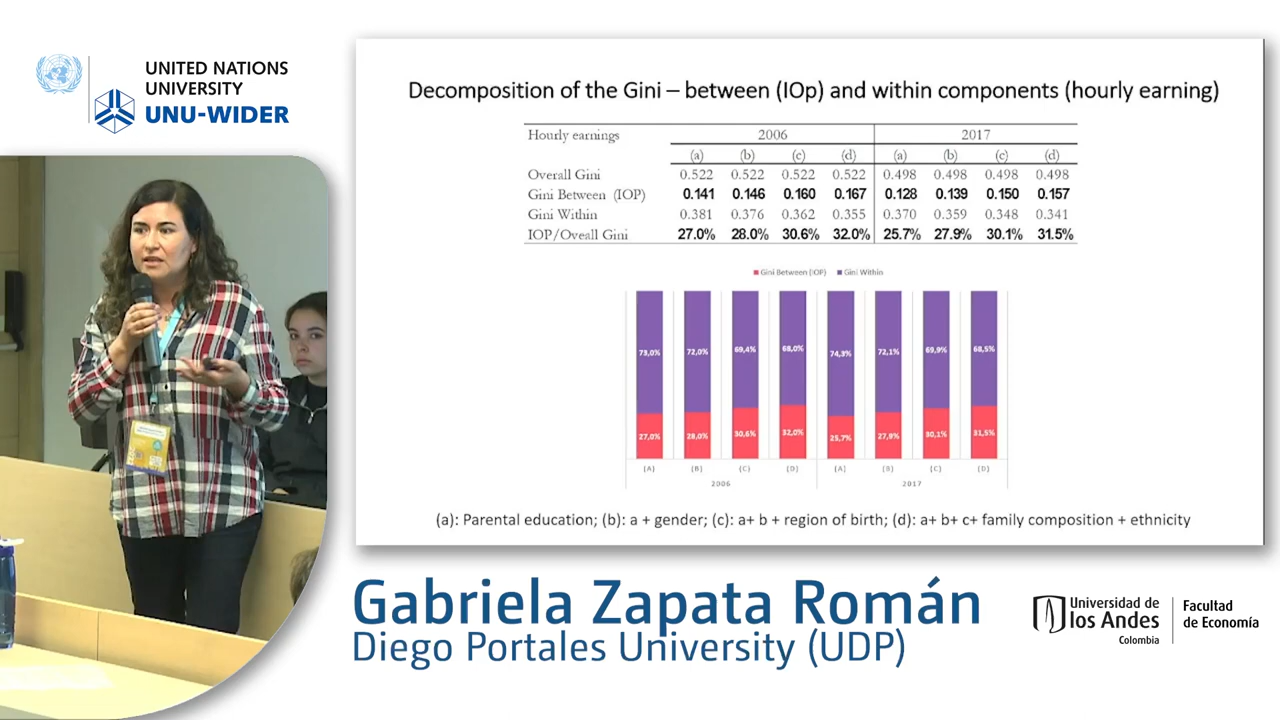 UNITED NATIONS
UNIVERSITY
UNU-WIDER
Decomposition of the Gini – between (IOp) and within components (hourly earning)
Hourly earnings 2006 2017
(a) (b) (c) (d) (a) (b) (c) (d)
Overall Gini 0.522 0.522 0.522 0.522 0.498 0.498 0.498 0.498
Gini Between (IOP) 0.141 0.146 0.160 0.167 0.128 0.139 0.150 0.157
Gini Within 0.381 0.376 0.362 0.355 0.370 0.359 0.348 0.341
IOP/Oveall Gini 27.0% 28.0% 30.6% 32.0% 25.7% 27.9% 30.1% 31.5%
Gini Between (IOP) Gini Within
73,0% 72,0% 69,4% 68,0% 74,3% 72,1% 69,9% 68,5%
27,0% 28,0% 30,6% 32,0% 25,7% 27,9% 30,1% 31,5%
(A) (B) (C) (D) (A) (B) (C) (D)
2006 2017
(a): Parental education; (b): a + gender; (c): a+ b + region of birth; (d): a+ b+ c+ family composition + ethnicity
Gabriela Zapata Román
Diego Portales University (UDP)
Universidad de
los Andes
Colombia
Facultad
de Economía